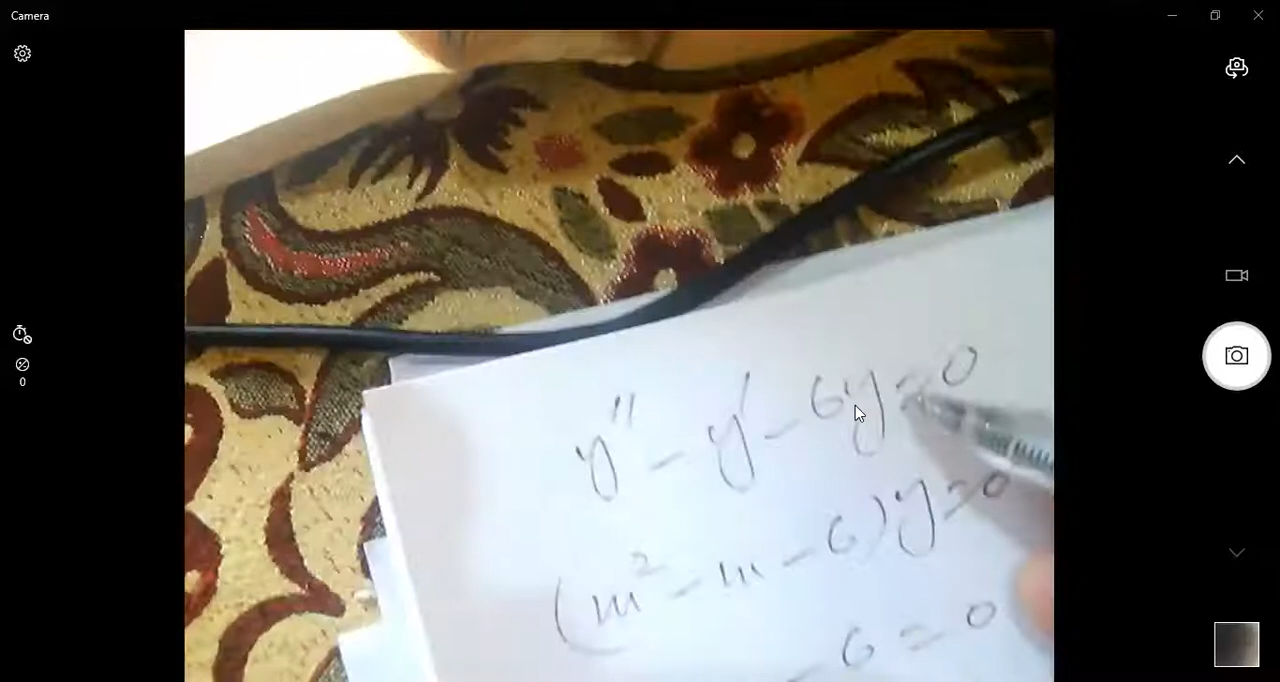 Camera
y'' - y' - 6y = 0
(m² - m - 6)y = 0
- 6 = 0
0